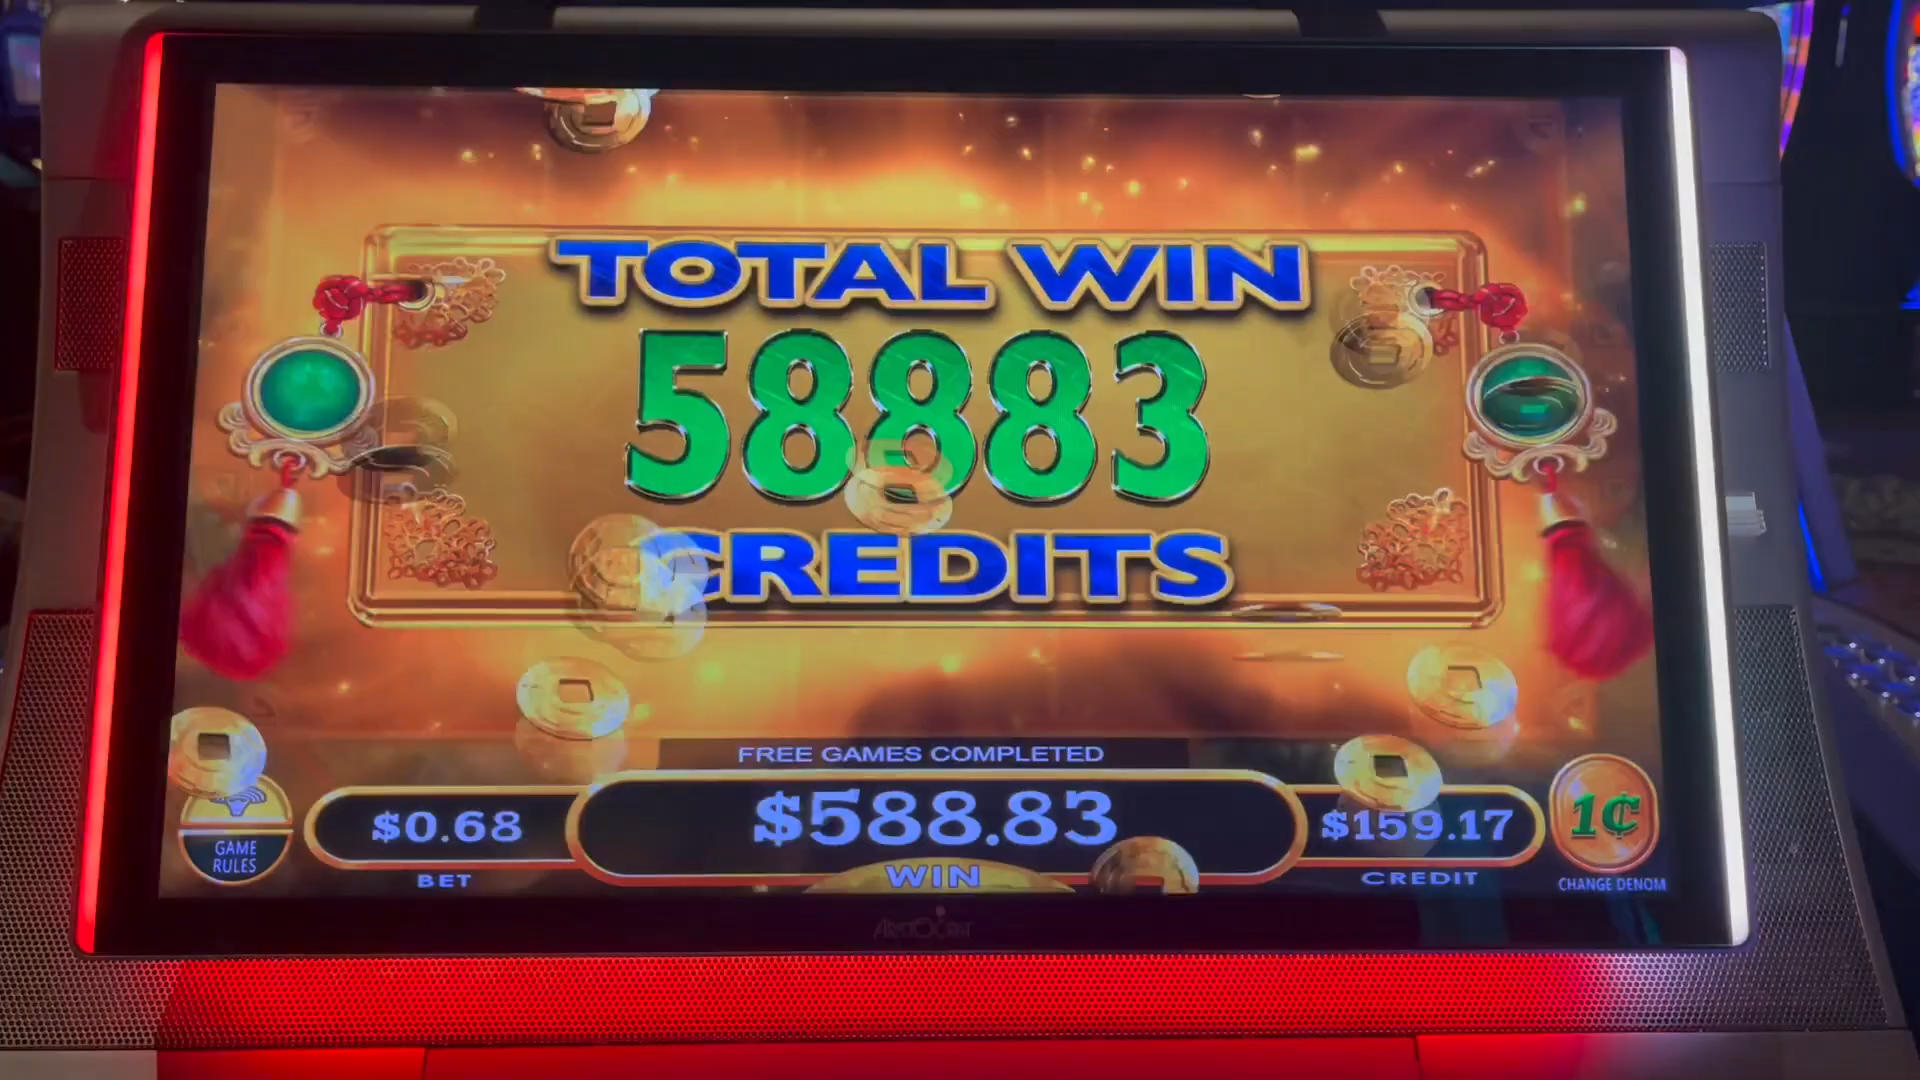 TOTAL WIN
58883
CREDITS
FREE GAMES COMPLETED
$0.68
$588.83
$159.17
1¢
GAME
RULES
BET
WIN
CREDIT
CHANGE DENOM
ARISTOCRAT